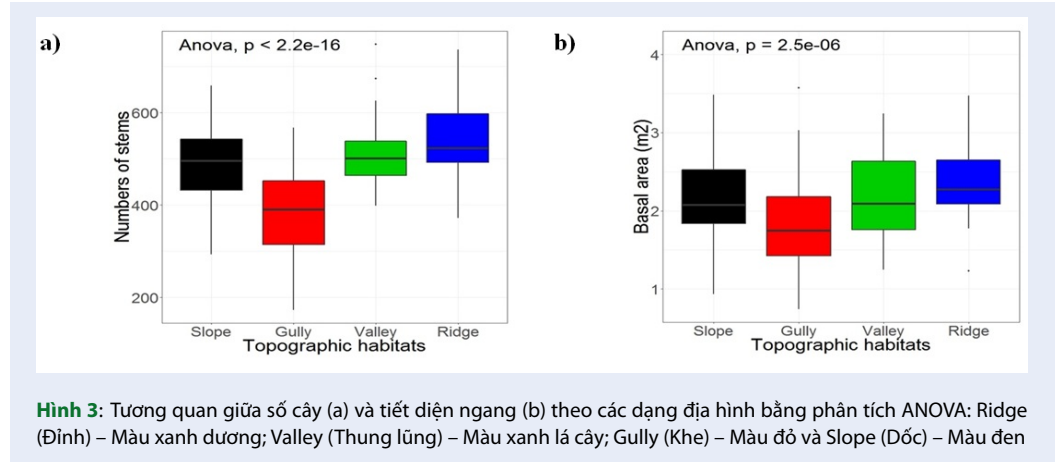 a)
Anova, p < 2.2e-16
Numbers of stems
600
400
200
Slope Gully Valley Ridge
Topographic habitats
b)
Anova, p = 2.5e-06
Basal area (m2)
4
3
2
1
Slope Gully Valley Ridge
Topographic habitats
Hình 3: Tương quan giữa số cây (a) và tiết diện ngang (b) theo các dạng địa hình bằng phân tích ANOVA: Ridge
(Đỉnh) – Màu xanh dương; Valley (Thung lũng) – Màu xanh lá cây; Gully (Khe) – Màu đỏ và Slope (Dốc) – Màu đen